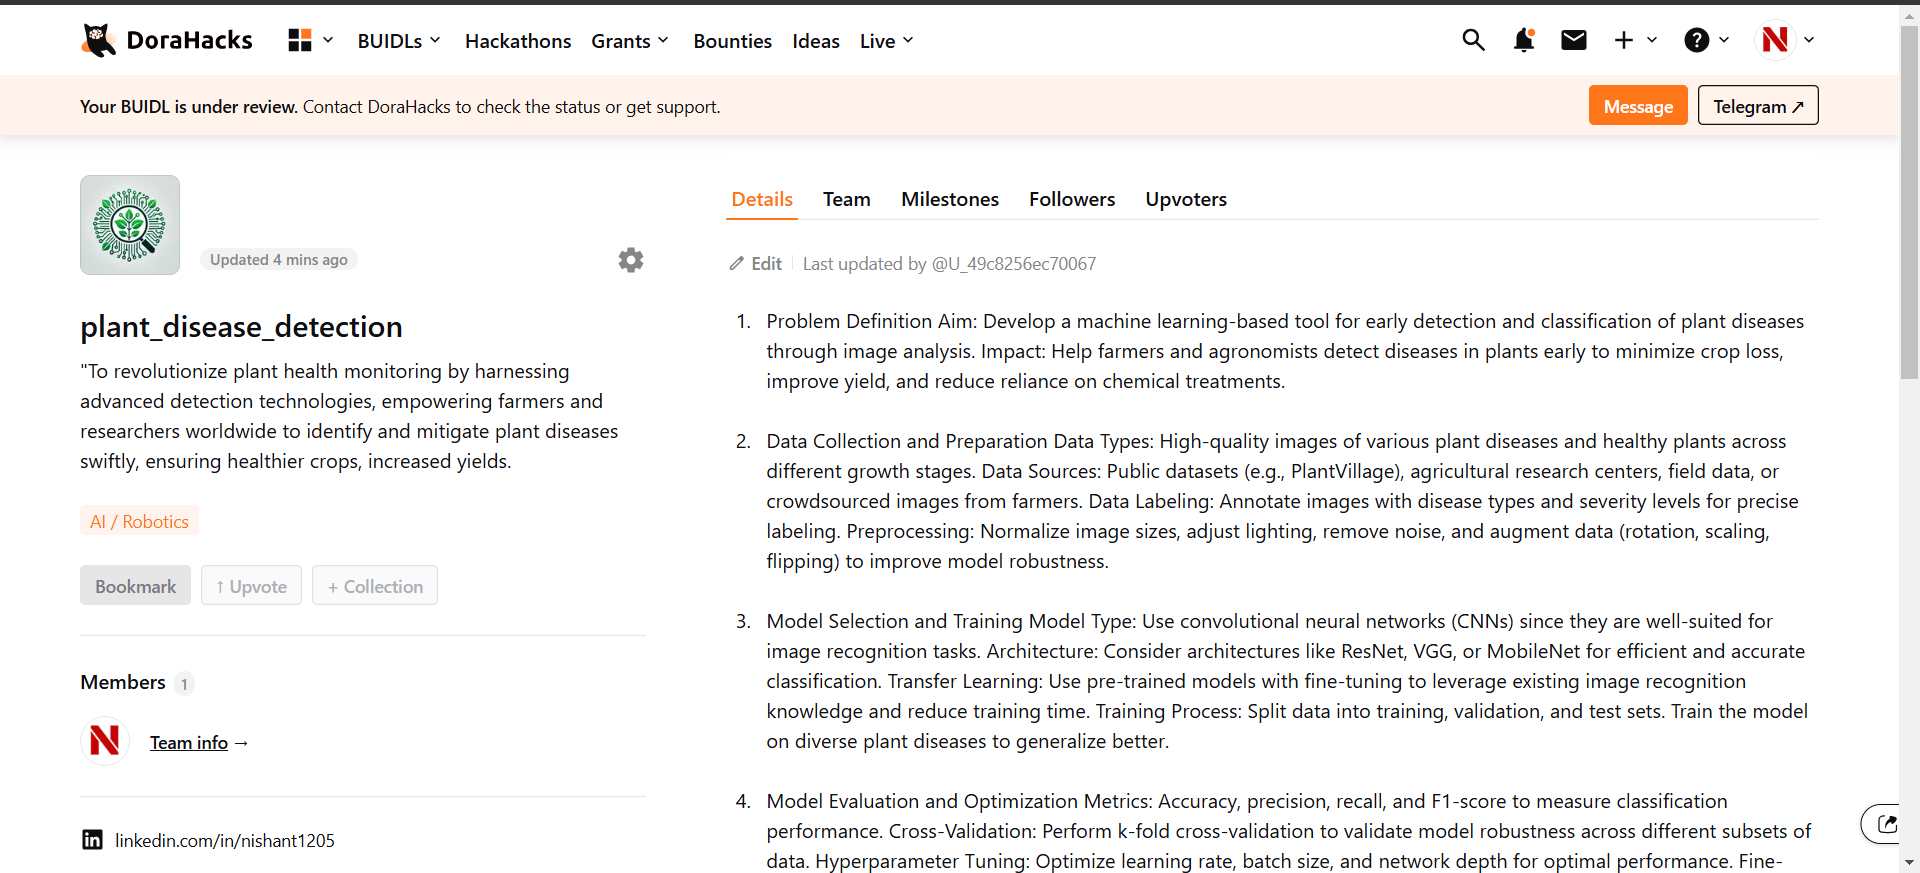 DoraHacks
BUIDLs
Hackathons
Grants
Bounties
Ideas
Live
N
Your BUIDL is under review. Contact DoraHacks to check the status or get support.
Message
Telegram ↗
Updated 4 mins ago
plant_disease_detection
"To revolutionize plant health monitoring by harnessing
advanced detection technologies, empowering farmers and
researchers worldwide to identify and mitigate plant diseases
swiftly, ensuring healthier crops, increased yields.
AI / Robotics
Bookmark
↑ Upvote
+ Collection
Members 1
N
Team info →
in linkedin.com/in/nishant1205
Details
Team
Milestones
Followers
Upvoters
Edit
Last updated by @U_49c8256ec70067
1. Problem Definition Aim: Develop a machine learning-based tool for early detection and classification of plant diseases
through image analysis. Impact: Help farmers and agronomists detect diseases in plants early to minimize crop loss,
improve yield, and reduce reliance on chemical treatments.
2. Data Collection and Preparation Data Types: High-quality images of various plant diseases and healthy plants across
different growth stages. Data Sources: Public datasets (e.g., PlantVillage), agricultural research centers, field data, or
crowdsourced images from farmers. Data Labeling: Annotate images with disease types and severity levels for precise
labeling. Preprocessing: Normalize image sizes, adjust lighting, remove noise, and augment data (rotation, scaling,
flipping) to improve model robustness.
3. Model Selection and Training Model Type: Use convolutional neural networks (CNNs) since they are well-suited for
image recognition tasks. Architecture: Consider architectures like ResNet, VGG, or MobileNet for efficient and accurate
classification. Transfer Learning: Use pre-trained models with fine-tuning to leverage existing image recognition
knowledge and reduce training time. Training Process: Split data into training, validation, and test sets. Train the model
on diverse plant diseases to generalize better.
4. Model Evaluation and Optimization Metrics: Accuracy, precision, recall, and F1-score to measure classification
performance. Cross-Validation: Perform k-fold cross-validation to validate model robustness across different subsets of
data. Hyperparameter Tuning: Optimize learning rate, batch size, and network depth for optimal performance. Fine-